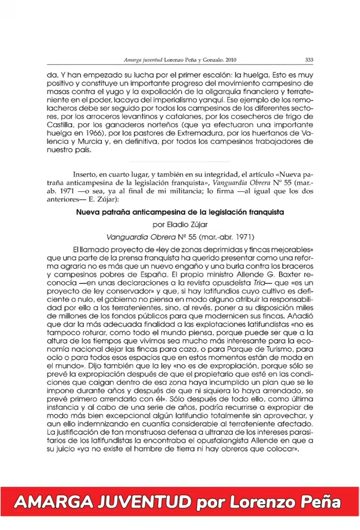 Amarga juventud Lorenzo Peña y Gonzalo. 2010 333
da. Y han empezado su lucha por el primer escalón: la huelga. Esto es muy
positivo y constituye un importante progreso del movimiento campesino de
masas contra el yugo y la expoliación de la oligarquía financiera y terrate-
niente en el poder, lacaya del imperialismo yanqui. Ese ejemplo de los remo-
lacheros debe ser seguido por todos los campesinos de los diferentes secto-
res, por los arroceros levantinos y catalanes, por los cosecheros de trigo de
Castilla, por los ganaderos norteños (que ya efectuaron una importante
huelga en 1966), por los pastores de Extremadura, por los huertanos de Va-
lencia y Murcia y, en definitiva, por todos los campesinos trabajadores de
nuestro país.
Inserto, en cuarto lugar, y también en su integridad, el artículo «Nueva pa-
traña anticampesina de la legislación franquista», Vanguardia Obrera Nº 55 (mar.-
ab. 1971 —o sea, ya al final de mi militancia; lo firma —al igual que los dos
anteriores— E. Zújar):
Nueva patraña anticampesina de la legislación franquista
por Eladio Zújar
Vanguardia Obrera Nº 55 (mar.-abr. 1971)
El llamado proyecto de «ley de zonas deprimidas y fincas mejorables»
que una parte de la prensa franquista ha querido presentar como una refor-
ma agraria no es más que un nuevo engaño y una burla contra los braceros
y campesinos pobres de España. El propio ministro Allende G. Baxter re-
conocía —en unas declaraciones a la revista opusdeísta Tría— que «es un
proyecto de ley conservador» y que, si hay latifundios cuyo cultivo es defi-
ciente o nulo, el gobierno no piensa en modo alguno atribuir la responsabili-
dad por ello a los terratenientes, sino, al revés, poner a su disposición miles
de millones de los fondos públicos para que modernicen sus fincas. Añadió
que dar la más adecuada finalidad a las explotaciones latifundistas «no es
tampoco roturar, como todo el mundo piensa, porque puede ser que a la
altura de los tiempos que vivimos sea mucho más interesante para la eco-
nomía nacional dejar las fincas para caza, o para Parque de Turismo, para
ocio o para todos esos espacios que en estos momentos están de moda en
el mundo». Dijo también que la ley «no es de expropiación, porque sólo se
prevé la expropiación después de que el propietario que esté en las condi-
ciones que caigan dentro de esa zona haya incumplido un plan que se le
impone durante años y después de que ni siquiera lo haya arrendado, se
prevé primero arrendarlo con él». Sólo después de todo ello, como última
instancia y al cabo de una serie de años, podría recurrirse a expropiar de
modo más bien excepcional algún latifundio totalmente sin aprovechar, y
aun ello indemnizando en cuantía considerable al terrateniente afectado.
La justificación de tan monstruosa defensa a ultranza de los intereses parasi-
tarios de los latifundistas la encontraba el opusfalangista Allende en que a
su juicio «ya no existe el hombre de tierra ni hay obreros que colocar».
AMARGA JUVENTUD por Lorenzo Peña